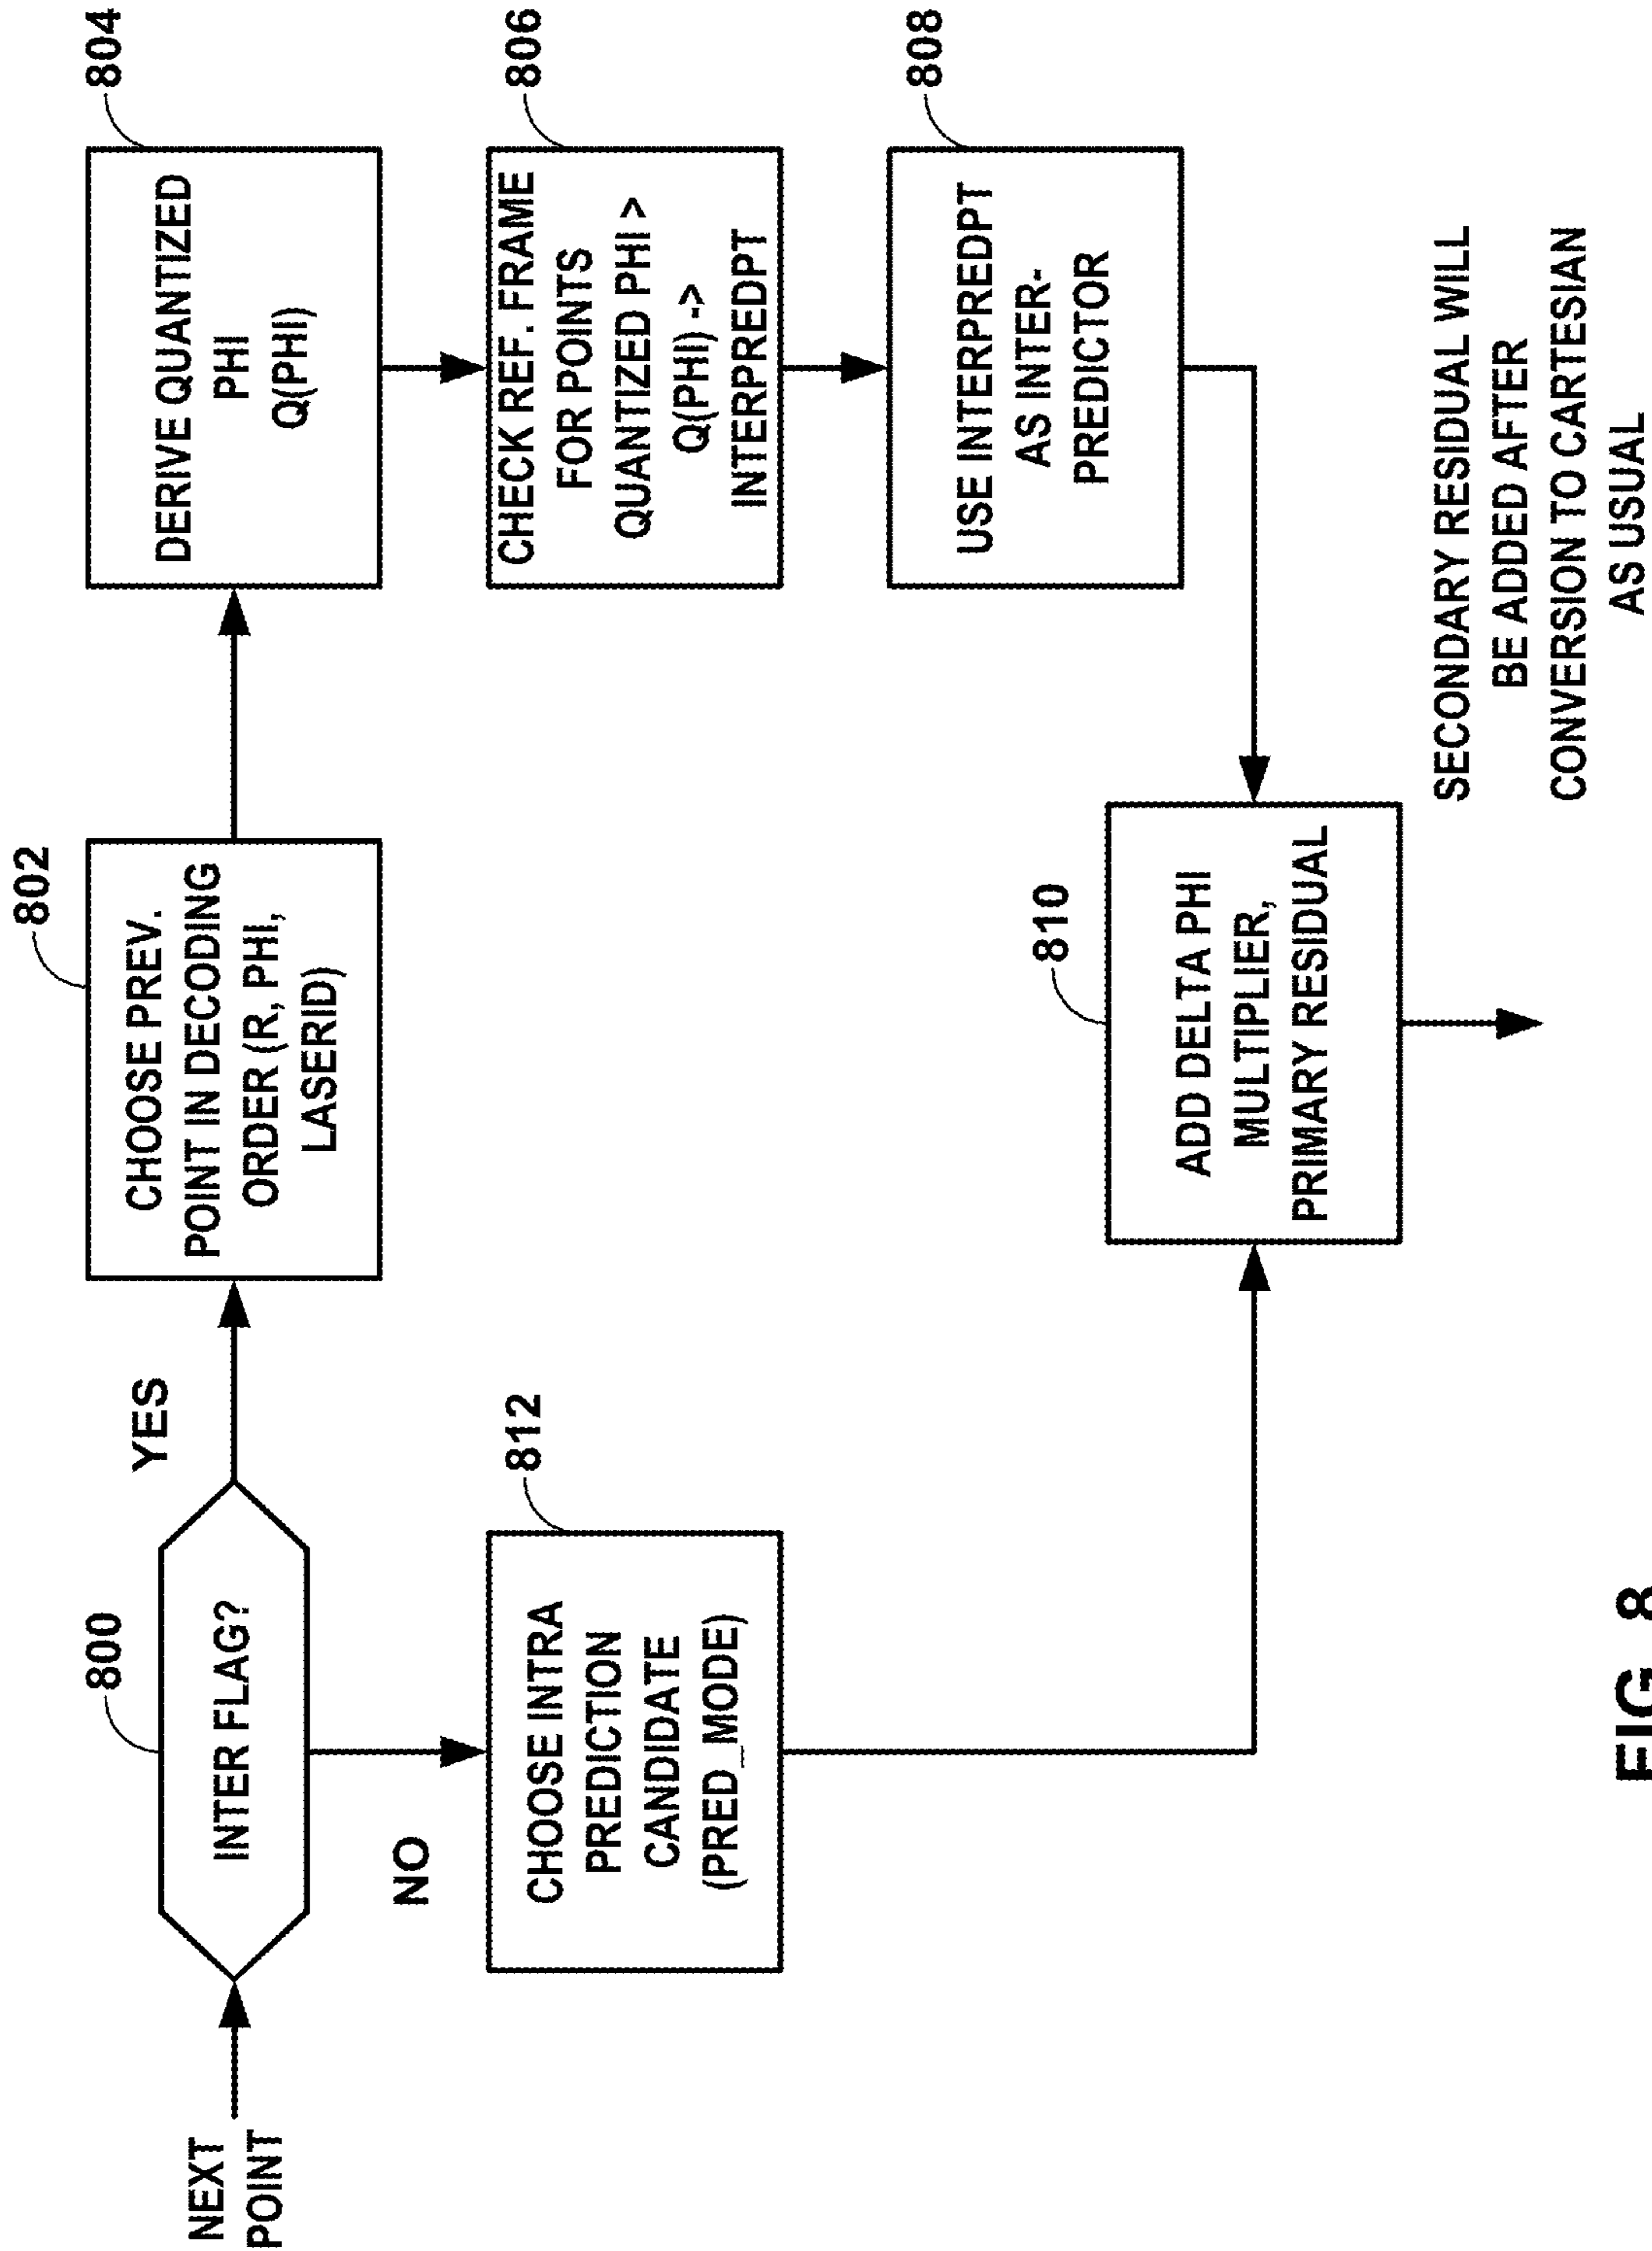 NEXT
POINT
800
INTER FLAG?
YES
NO
802
CHOOSE PREV.
POINT IN DECODING
ORDER (R, PHI,
LASERID)
804
DERIVE QUANTIZED
PHI
Q(PHI)
806
CHECK REF. FRAME
FOR POINTS
QUANTIZED PHI >
Q(PHI) ->
INTERPREDPT
808
USE INTERPREDPT
AS INTER-
PREDICTOR
812
CHOOSE INTRA
PREDICTION
CANDIDATE
(PRED_MODE)
810
ADD DELTA PHI
MULTIPLIER,
PRIMARY RESIDUAL
SECONDARY RESIDUAL WILL
BE ADDED AFTER
CONVERSION TO CARTESIAN
AS USUAL
FIG. 8